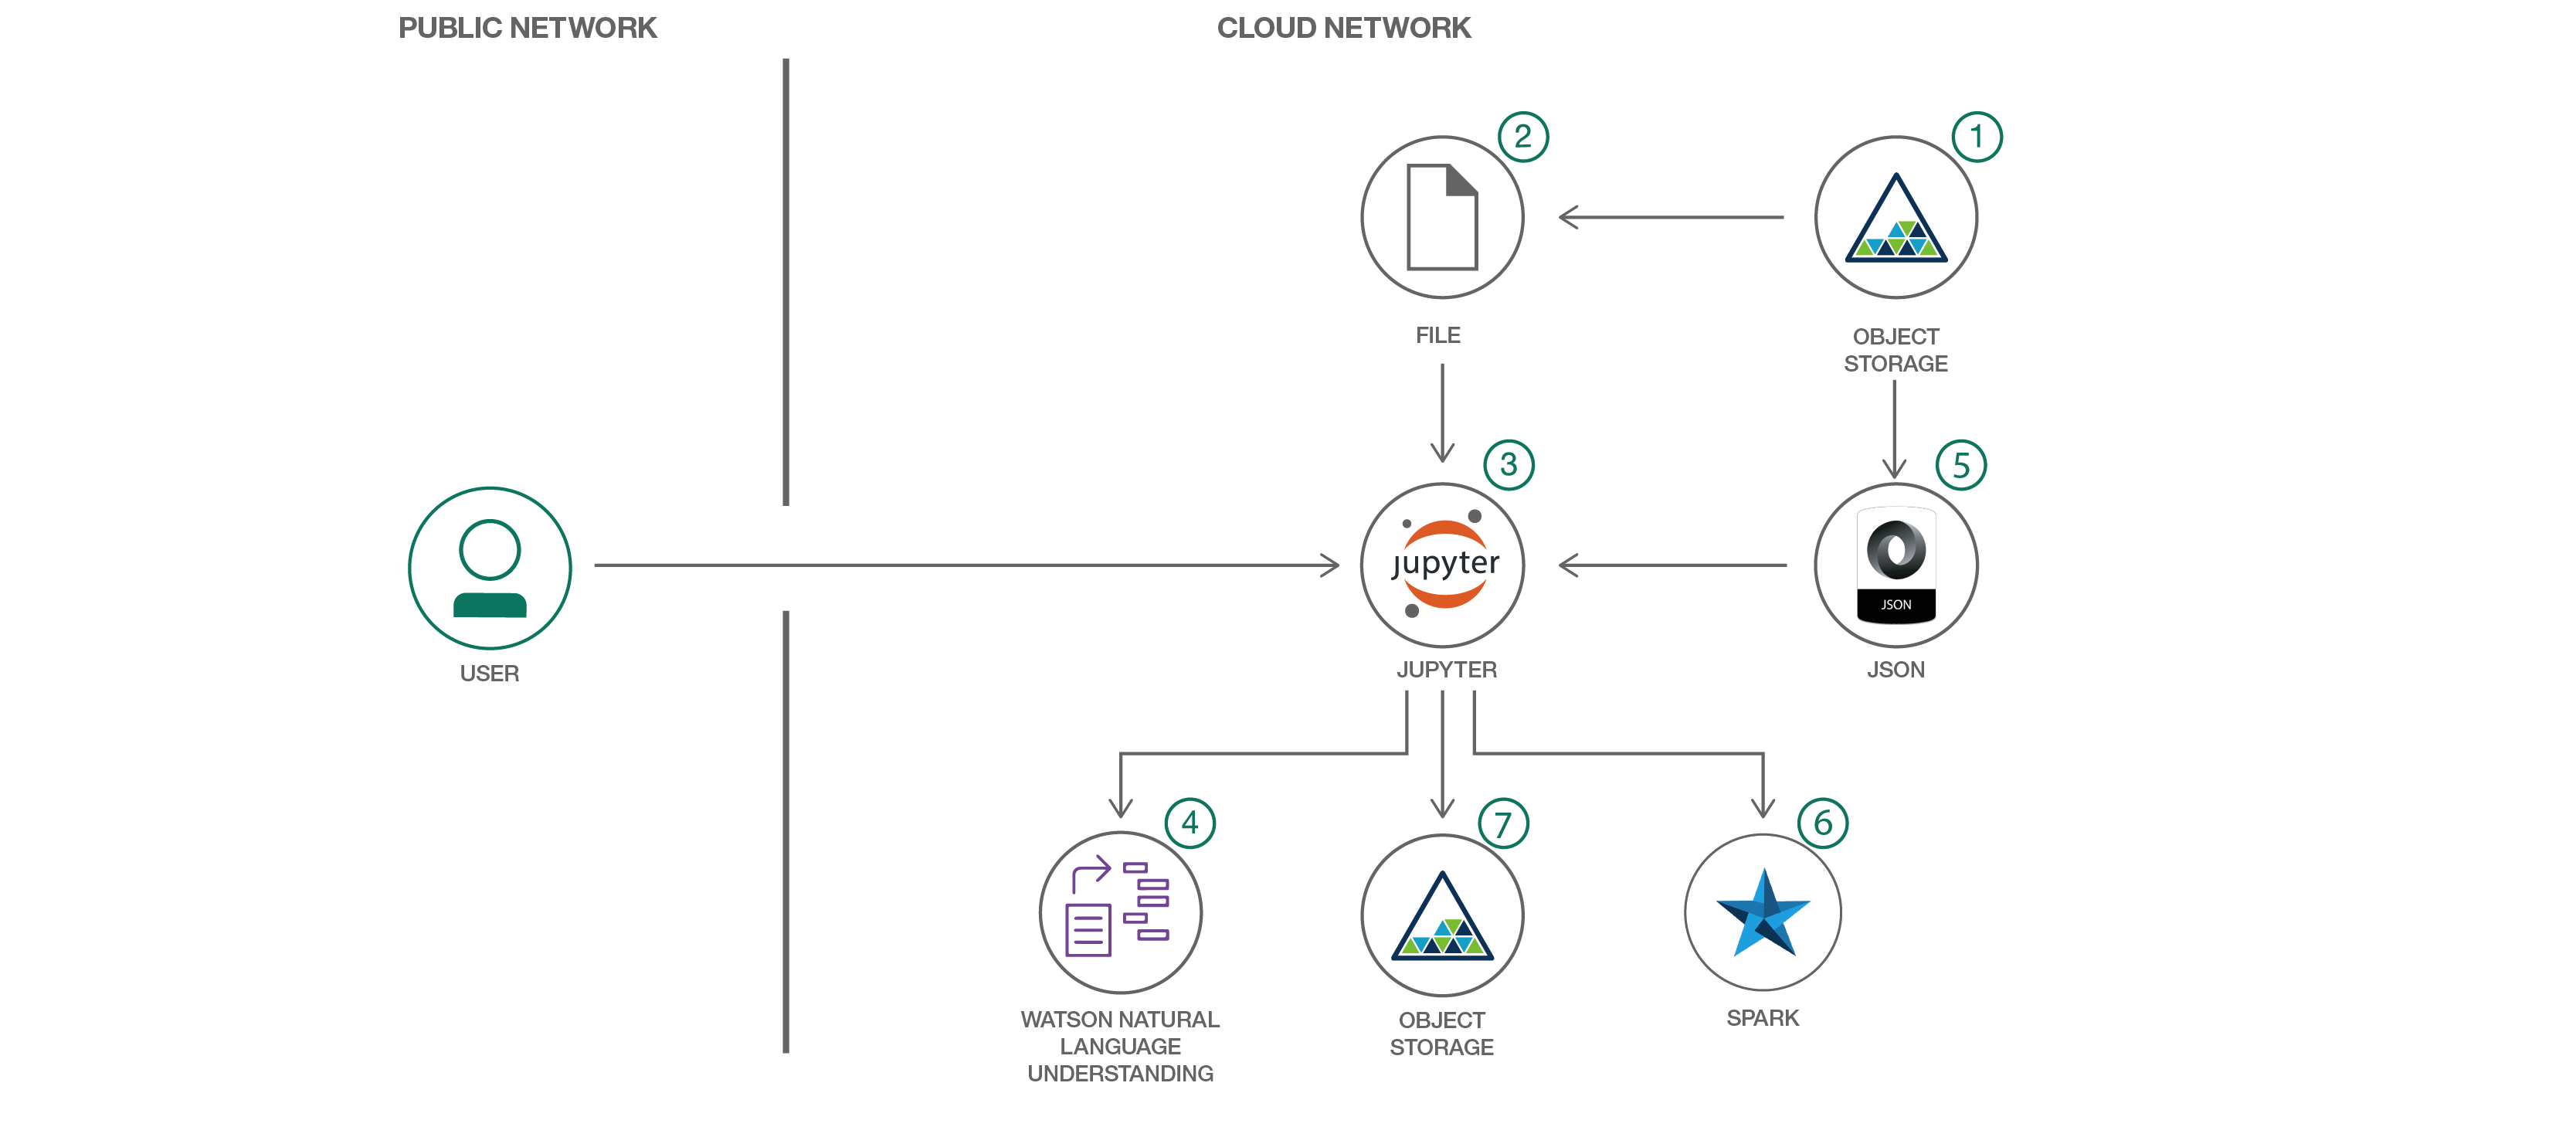 PUBLIC NETWORK
CLOUD NETWORK
2
1
FILE
OBJECT
STORAGE
3
5
jupyter
JSON
USER
JUPYTER
JSON
4
7
6
WATSON NATURAL
LANGUAGE
UNDERSTANDING
OBJECT
STORAGE
SPARK